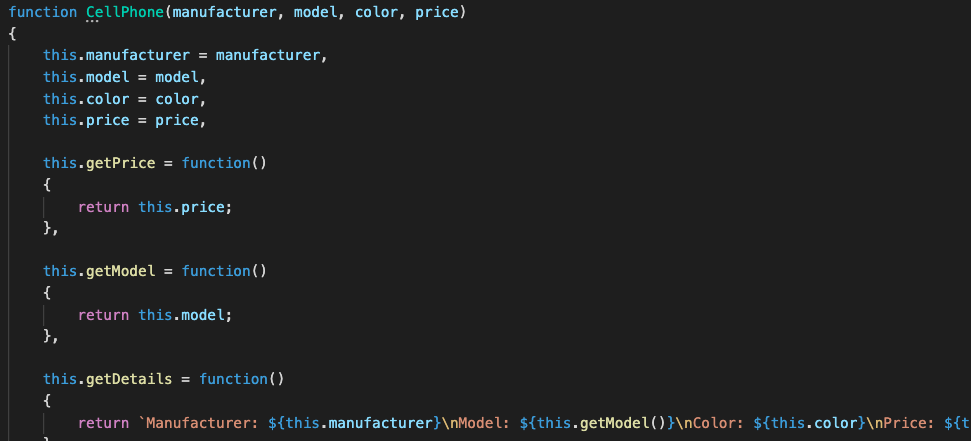 function CellPhone(manufacturer, model, color, price)
{
this.manufacturer = manufacturer,
this.model = model,
this.color = color,
this.price = price,
this.getPrice = function()
{
return this.price;
},
this.getModel = function()
{
return this.model;
},
this.getDetails = function()
{
return `Manufacturer: ${this.manufacturer}\nModel: ${this.getModel()}\nColor: ${this.color}\nPrice: ${t